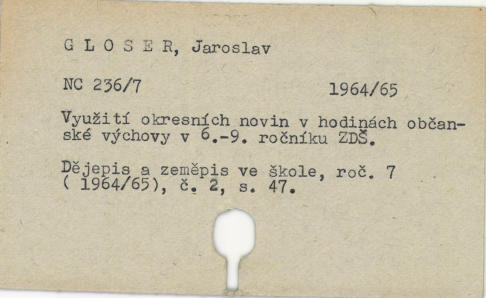 G L O S E R, Jaroslav
NC 236/7 1964/65
Využití okresních novin v hodinách občan-
ské výchovy v 6.-9. ročníku ZDŠ.
Dějepis a zeměpis ve škole, roč. 7
( 1964/65), č. 2, s. 47.